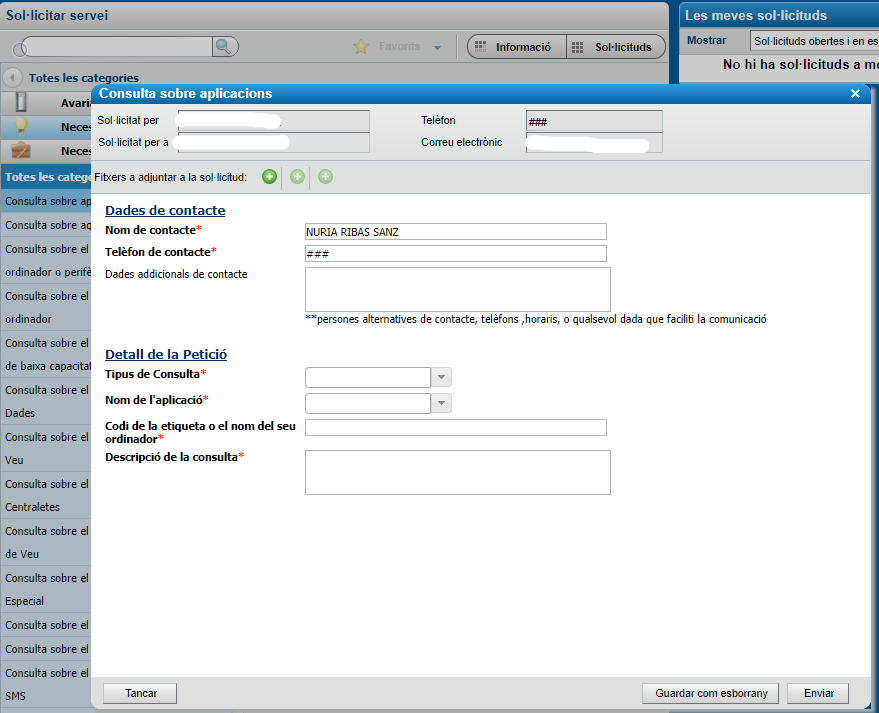 Sol·licitar servei
Les meves sol·licituds
Favorits
Informació
Sol·licituds
Mostrar
Sol·licituds obertes i en es
No hi ha sol·licituds a mo
Totes les categories
Avaria
Neces
Neces
Totes les catego
Consulta sobre ap
Consulta sobre aq
Consulta sobre el
ordinador o perifè
Consulta sobre el
ordinador
Consulta sobre el
de baixa capacitat
Consulta sobre el
Dades
Consulta sobre el
Veu
Consulta sobre el
Centraletes
Consulta sobre el
de Veu
Consulta sobre el
Especial
Consulta sobre el
Consulta sobre el
Consulta sobre el
SMS
Consulta sobre aplicacions
Sol·licitat per
Telèfon
###
Sol·licitat per a
Correu electrònic
Fitxers a adjuntar a la sol·licitud:
Dades de contacte
Nom de contacte*
NURIA RIBAS SANZ
Telèfon de contacte*
###
Dades addicionals de contacte
**persones alternatives de contacte, telèfons ,horaris, o qualsevol dada que faciliti la comunicació
Detall de la Petició
Tipus de Consulta*
Nom de l'aplicació*
Codi de la etiqueta o el nom del seu
ordinador*
Descripció de la consulta*
Tancar
Guardar com esborrany
Enviar